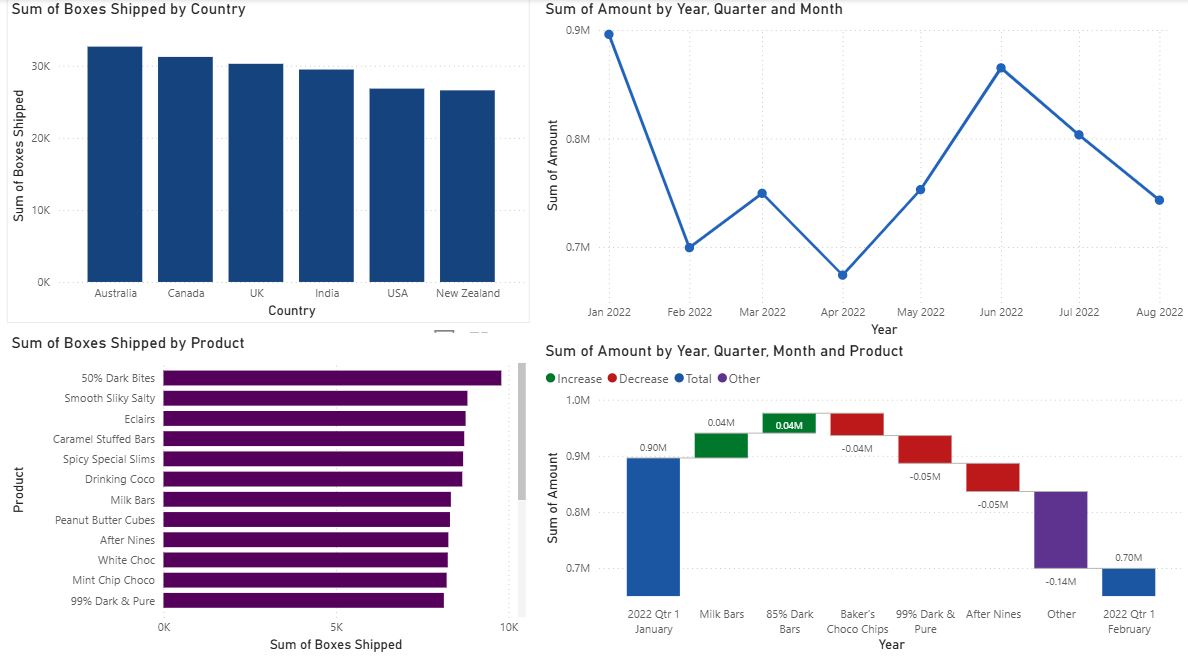 Sum of Boxes Shipped by Country
Sum of Boxes Shipped
30K
20K
10K
0K
Australia
Canada
UK
India
USA
New Zealand
Country
Sum of Amount by Year, Quarter and Month
Sum of Amount
0.9M
0.8M
0.7M
Jan 2022
Feb 2022
Mar 2022
Apr 2022
May 2022
Jun 2022
Jul 2022
Aug 2022
Year
Sum of Boxes Shipped by Product
Product
50% Dark Bites
Smooth Sliky Salty
Eclairs
Caramel Stuffed Bars
Spicy Special Slims
Drinking Coco
Milk Bars
Peanut Butter Cubes
After Nines
White Choc
Mint Chip Choco
99% Dark & Pure
0K
5K
10K
Sum of Boxes Shipped
Sum of Amount by Year, Quarter, Month and Product
Increase
Decrease
Total
Other
Sum of Amount
1.0M
0.9M
0.8M
0.7M
0.90M
0.04M
0.04M
-0.04M
-0.05M
-0.05M
-0.14M
0.70M
2022 Qtr 1
January
Milk Bars
85% Dark
Bars
Baker's
Choco Chips
99% Dark &
Pure
After Nines
Other
2022 Qtr 1
February
Year